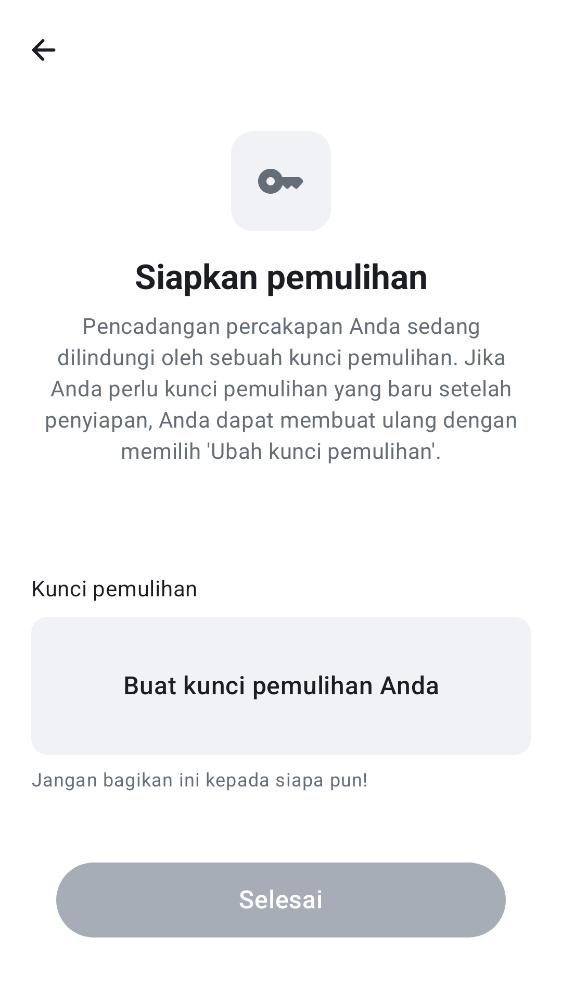 Siapkan pemulihan
Pencadangan percakapan Anda sedang
dilindungi oleh sebuah kunci pemulihan. Jika
Anda perlu kunci pemulihan yang baru setelah
penyiapan, Anda dapat membuat ulang dengan
memilih 'Ubah kunci pemulihan'.
Kunci pemulihan
Buat kunci pemulihan Anda
Jangan bagikan ini kepada siapa pun!
Selesai